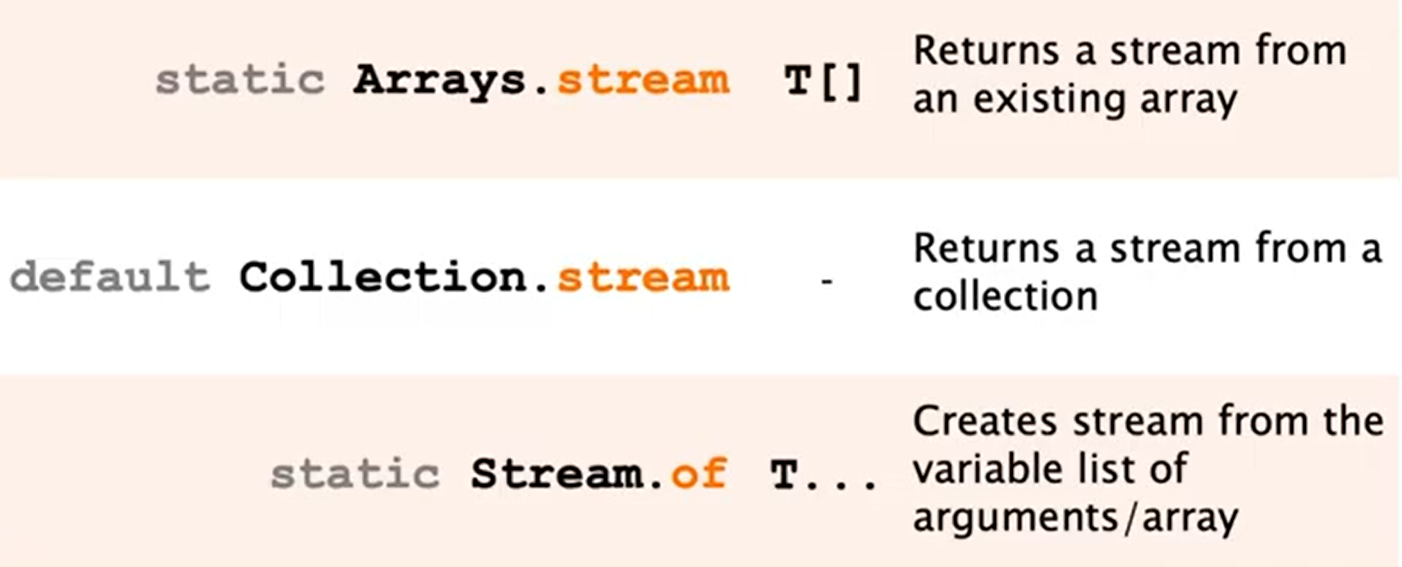 static Arrays.stream T[] Returns a stream from
an existing array
default Collection.stream - Returns a stream from a
collection
static Stream.of T... Creates stream from the
variable list of
arguments/array